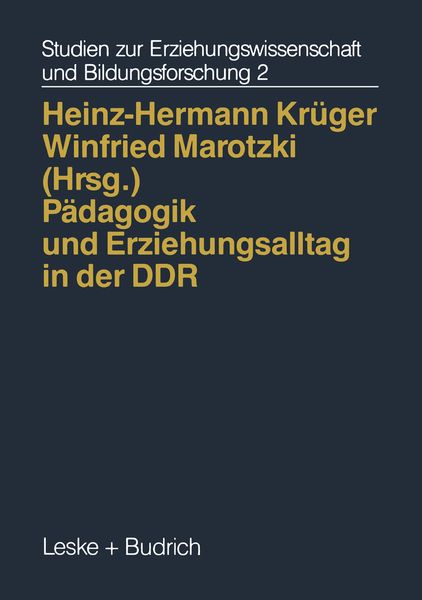 Studien zur Erziehungswissenschaft
und Bildungsforschung 2
Heinz-Hermann Krüger
Winfried Marotzki
(Hrsg.)
Pädagogik
und Erziehungsalltag
in der DDR
Leske + Budrich